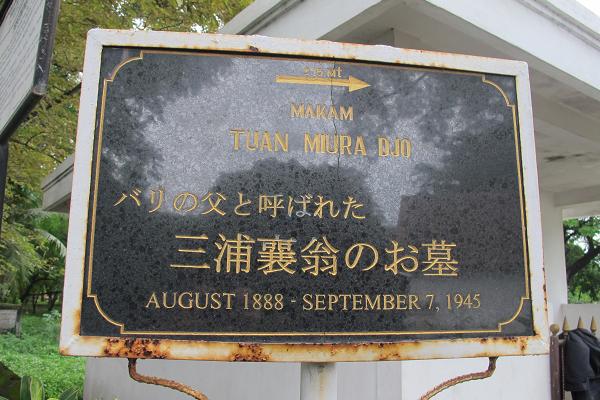 MAKAM
TUAN MIURA DJO
バリの父と呼ばれた
三浦襄翁のお墓
AUGUST 1888 - SEPTEMBER 7, 1945